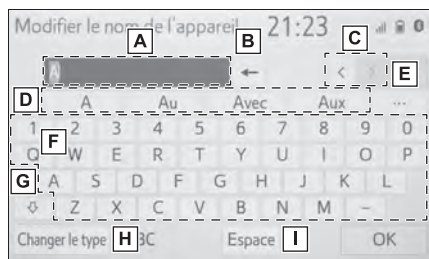 Modifier le nom de l'appareil 21:23
A B C
A ← < > E
D A Au Avec Aux ...
1 2 3 4 5 6 7 8 9 0
F
Q W E R T Y U I O P
G A S D F G H J K L
Z X C V B N M -
Changer le type H BC Espace I OK